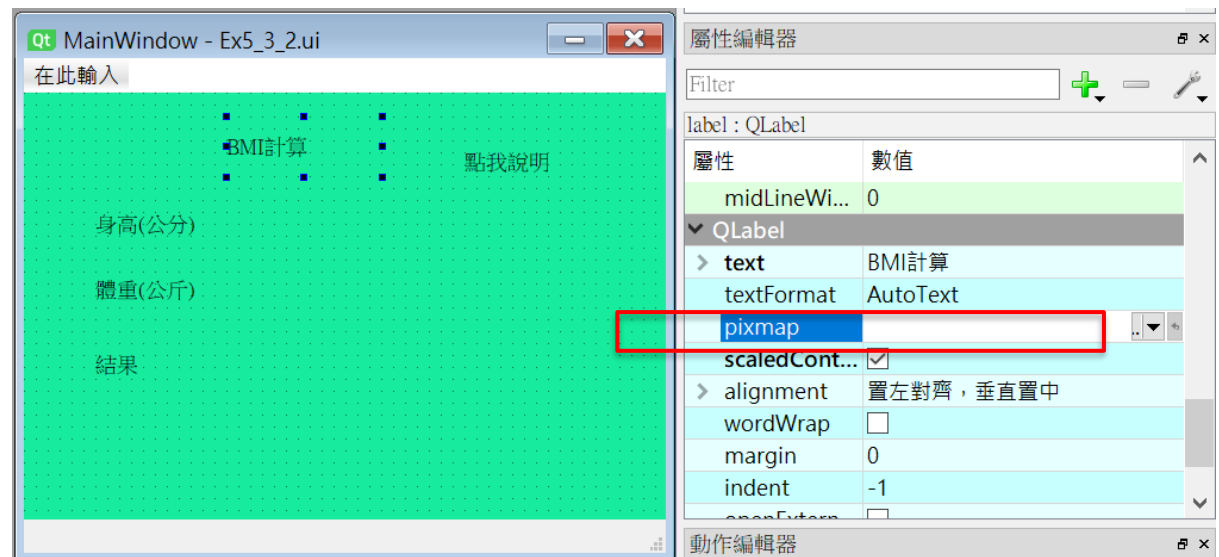 Qt MainWindow - Ex5_3_2.ui
在此輸入
BMI計算
點我說明
身高(公分)
體重(公斤)
結果
屬性編輯器
Filter
label : QLabel
屬性 數值
midLineWi... 0
QLabel
text BMI計算
textFormat AutoText
pixmap ..
scaledCont...
alignment 置左對齊，垂直置中
wordWrap
margin 0
indent -1
openExtern
動作編輯器